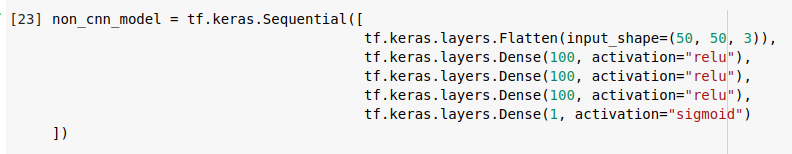 [23] non_cnn_model = tf.keras.Sequential([
tf.keras.layers.Flatten(input_shape=(50, 50, 3)),
tf.keras.layers.Dense(100, activation="relu"),
tf.keras.layers.Dense(100, activation="relu"),
tf.keras.layers.Dense(100, activation="relu"),
tf.keras.layers.Dense(1, activation="sigmoid")
])